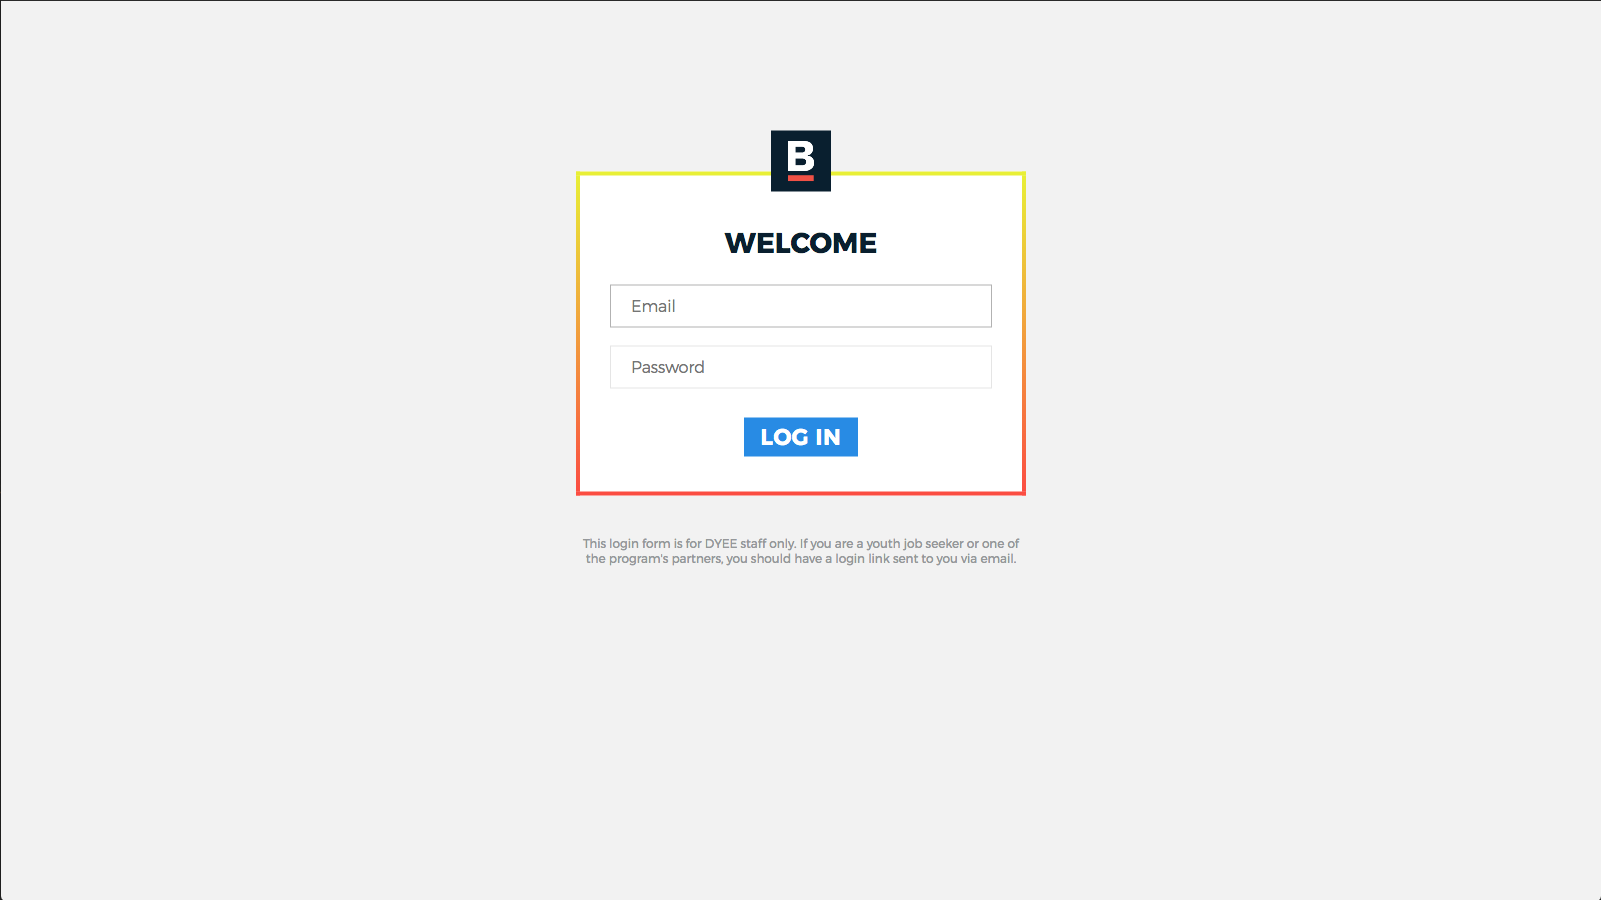 B
WELCOME
Email
Password
LOG IN
This login form is for DYEE staff only. If you are a youth job seeker or one of
the program's partners, you should have a login link sent to you via email.